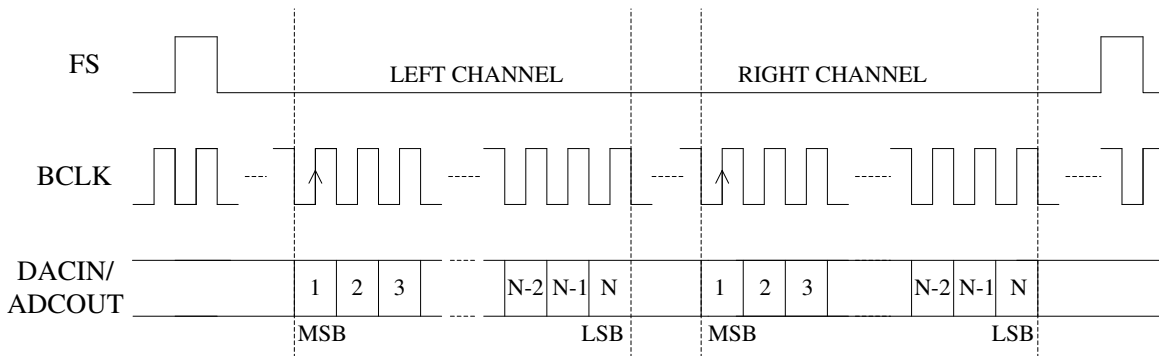 FS
LEFT CHANNEL
RIGHT CHANNEL
BCLK
DACIN/
ADCOUT
1 2 3 N-2 N-1 N 1 2 3 N-2 N-1 N
MSB LSB MSB LSB